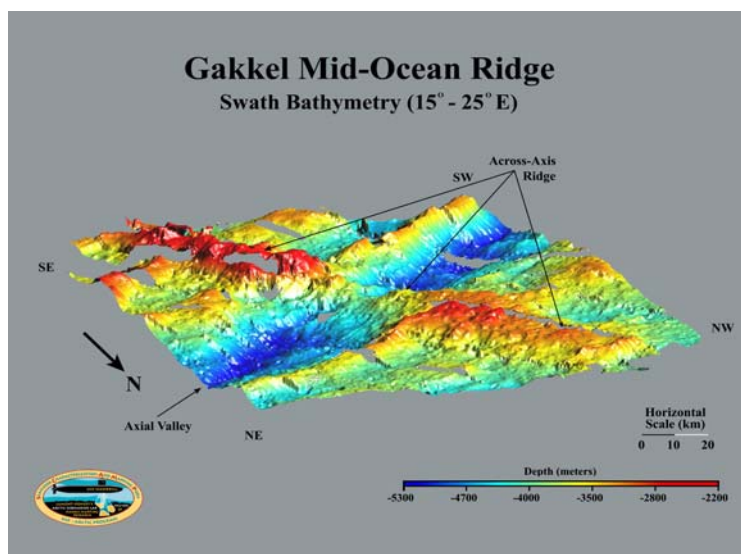 Gakkel Mid-Ocean Ridge
Swath Bathymetry (15° - 25° E)
Across-Axis
Ridge
SW
SE
NW
N
Axial Valley
NE
Horizontal
Scale (km)
0 10 20
Depth (meters)
-5300 -4700 -4000 -3500 -2800 -2200